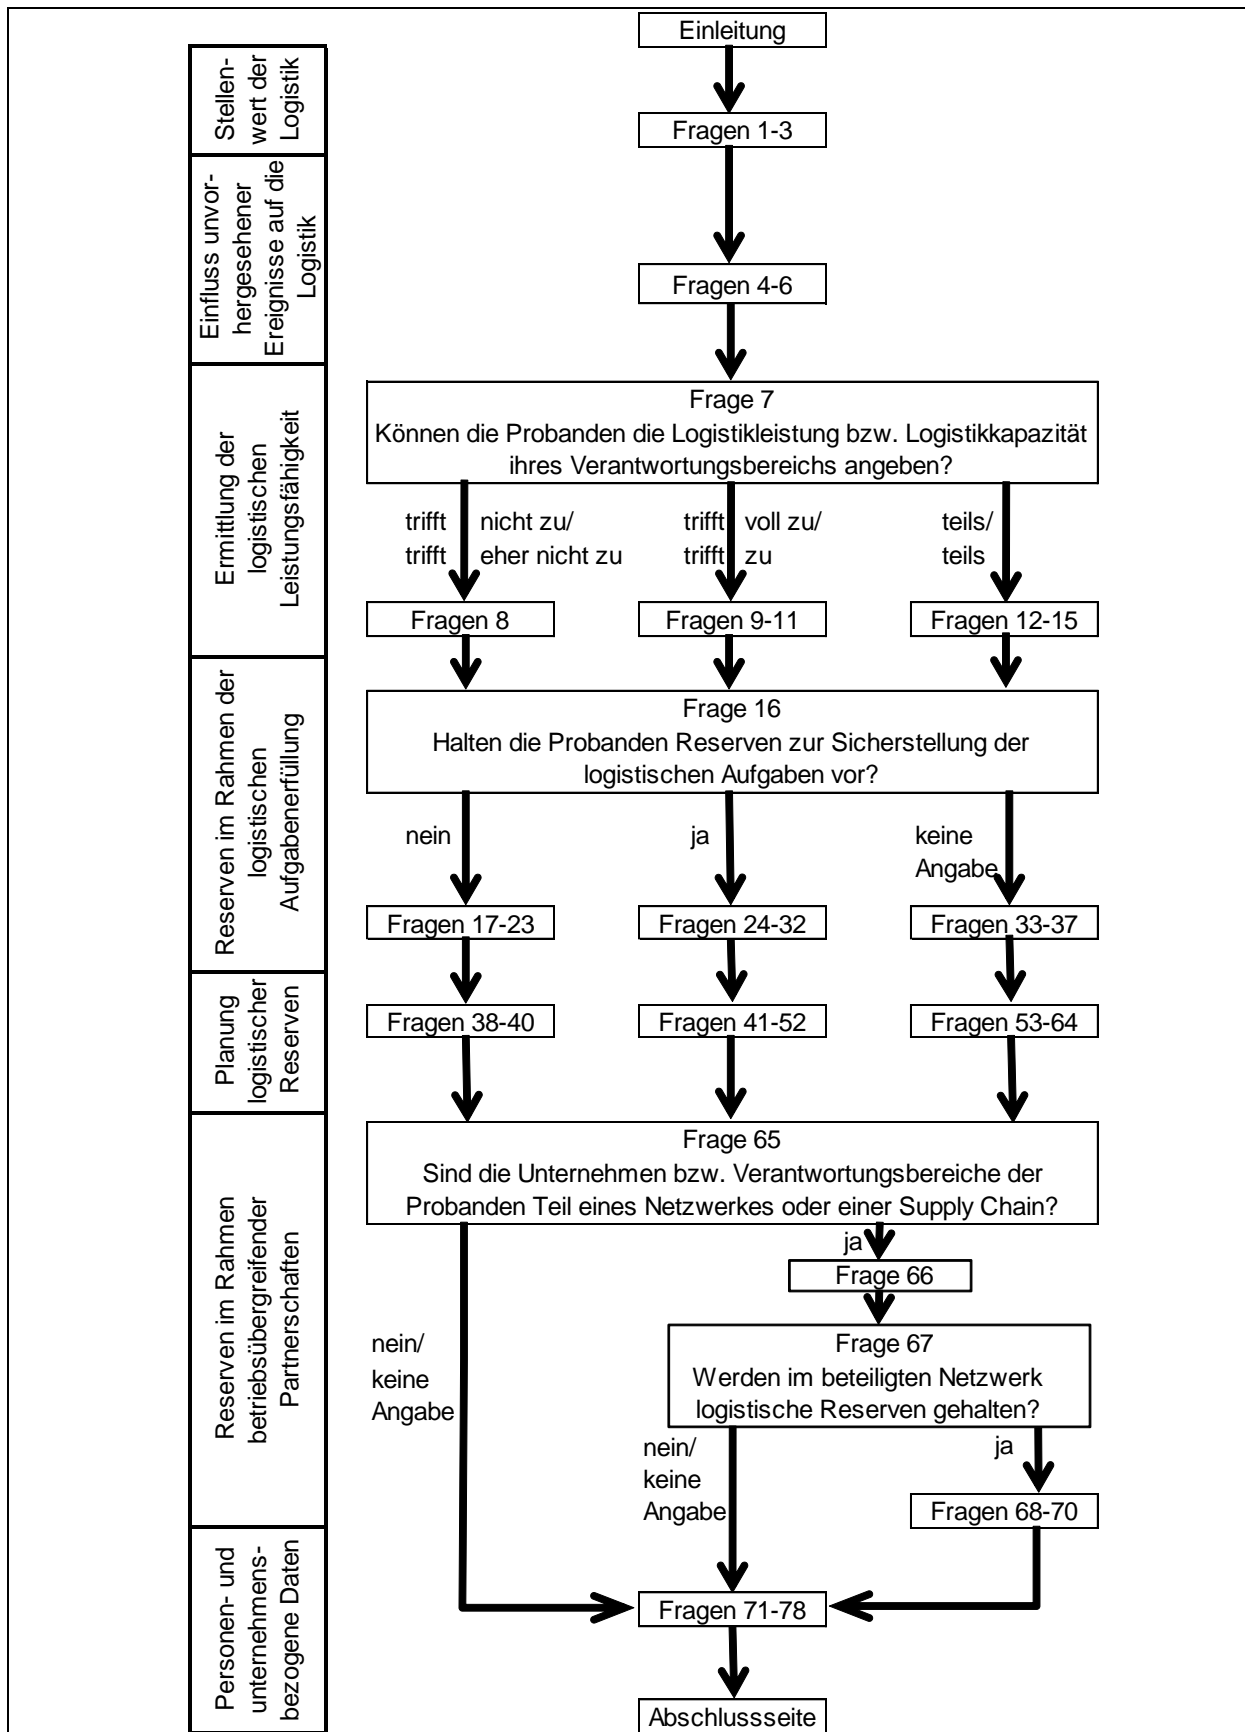 Einleitung
Stellen-
wert der
Logistik
Fragen 1-3
Einfluss unvor-
hergesehener
Ereignisse auf die
Logistik
Fragen 4-6
Ermittlung der
logistischen
Leistungsfähigkeit
Frage 7
Können die Probanden die Logistikleistung bzw. Logistikkapazität
ihres Verantwortungsbereichs angeben?
trifft nicht zu/
trifft eher nicht zu
trifft voll zu/
trifft zu
teils/
teils
Fragen 8
Fragen 9-11
Fragen 12-15
Reserven im Rahmen der
logistischen
Aufgabenerfüllung
Frage 16
Halten die Probanden Reserven zur Sicherstellung der
logistischen Aufgaben vor?
nein
ja
keine
Angabe
Fragen 17-23
Fragen 24-32
Fragen 33-37
Planung
logistischer
Reserven
Fragen 38-40
Fragen 41-52
Fragen 53-64
Reserven im Rahmen
betriebsübergreifender
Partnerschaften
Frage 65
Sind die Unternehmen bzw. Verantwortungsbereiche der
Probanden Teil eines Netzwerkes oder einer Supply Chain?
ja
Frage 66
nein/
keine
Angabe
Frage 67
Werden im beteiligten Netzwerk
logistische Reserven gehalten?
nein/
keine
Angabe
ja
Fragen 68-70
Personen- und
unternehmens-
bezogene Daten
Fragen 71-78
Abschlussseite